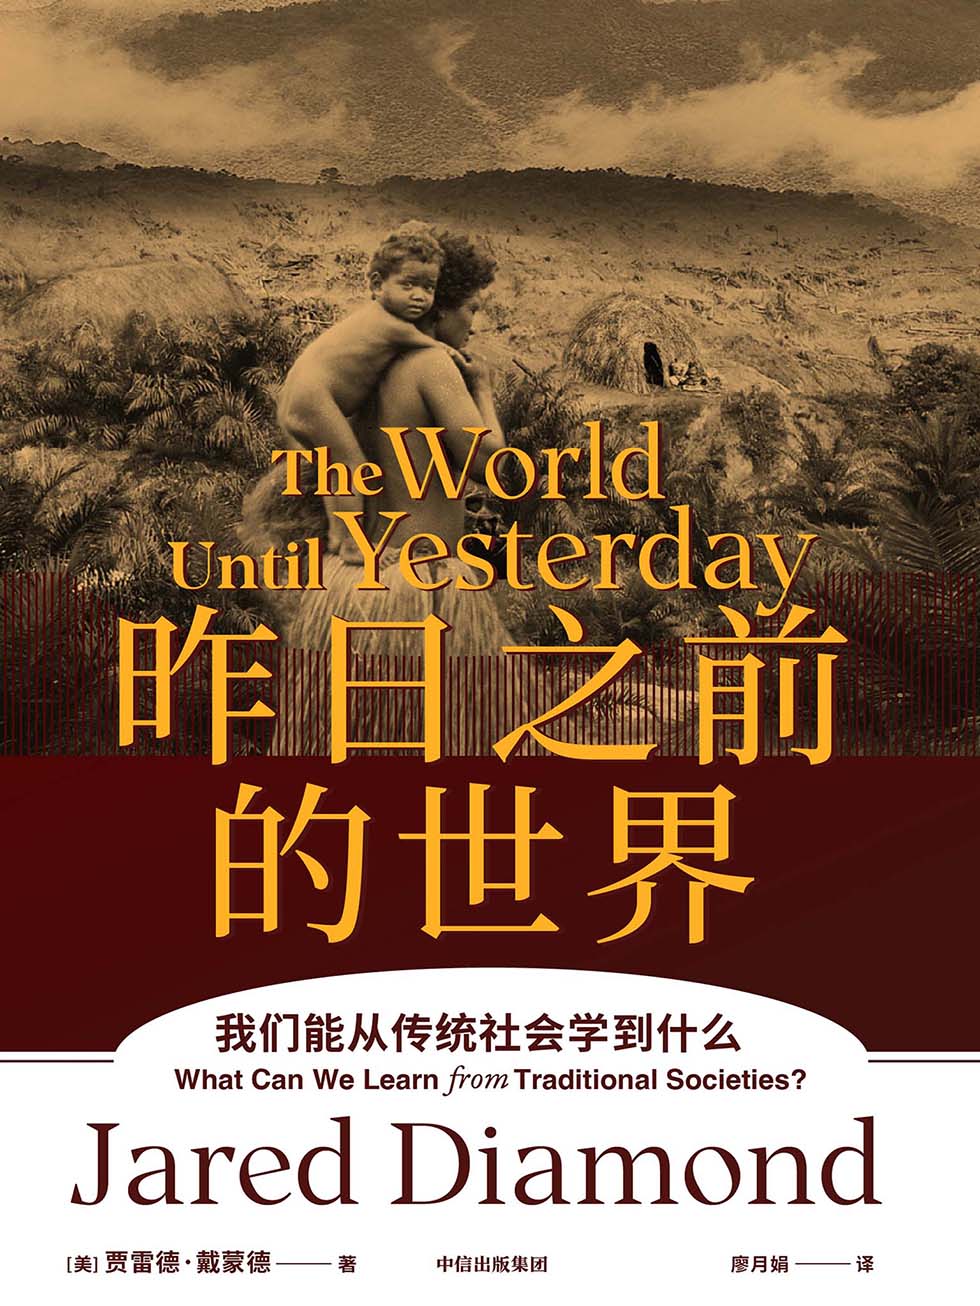 The World
Until Yesterday
昨日之前
的世界
我们能从传统社会学到什么
What Can We Learn from Traditional Societies?
Jared Diamond
[美] 贾雷德·戴蒙德——著 中信出版集团 廖月娟——译